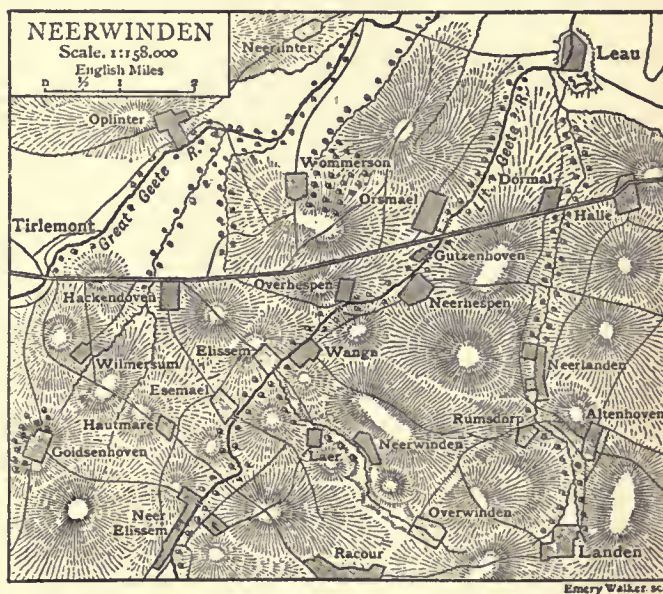 NEERWINDEN
Scale, 1:158,000
English Miles
0 ½ 1 2
Neerlinter
Leau
Oplinter
Great Geete R.
Lit. Geete R.
Wommerson
Orsmael
Dormal
Halle
Tirlemont
Gutzenhoven
Hackendoven
Overhespen
Neerhespen
Elissem
Wanga
Wilmersum
Neerlanden
Esemael
Hautmare
Rumsdorp
Altenhoven
Goidsenhoven
Laer
Neerwinden
Neer
Elissem
Overwinden
Landen
Racour
Emery Walker. sc.